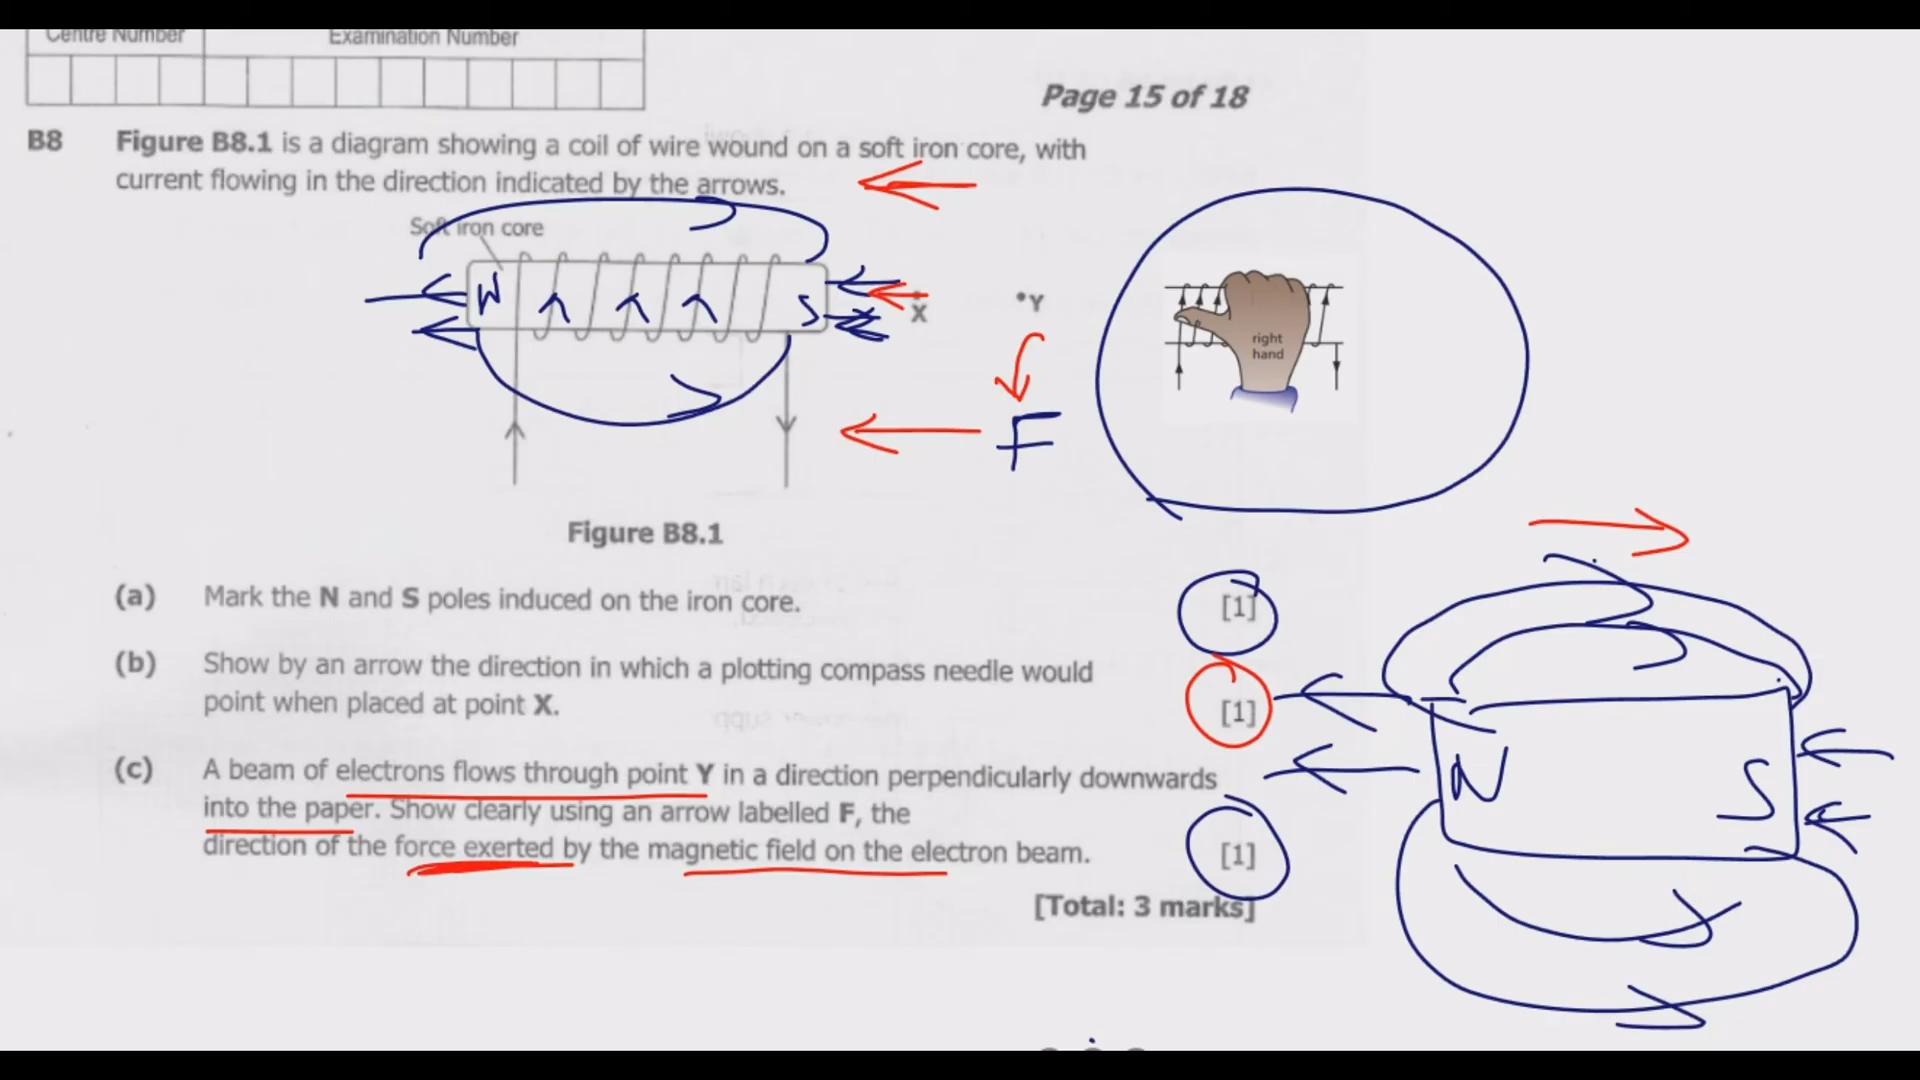 Centre Number Examination Number
Page 15 of 18
B8 Figure B8.1 is a diagram showing a coil of wire wound on a soft iron core, with
current flowing in the direction indicated by the arrows.
Soft iron core
N S
X
Y
right
hand
F
Figure B8.1
(a) Mark the N and S poles induced on the iron core. [1]
(b) Show by an arrow the direction in which a plotting compass needle would
point when placed at point X. [1]
N S
(c) A beam of electrons flows through point Y in a direction perpendicularly downwards
into the paper. Show clearly using an arrow labelled F, the
direction of the force exerted by the magnetic field on the electron beam. [1]
[Total: 3 marks]